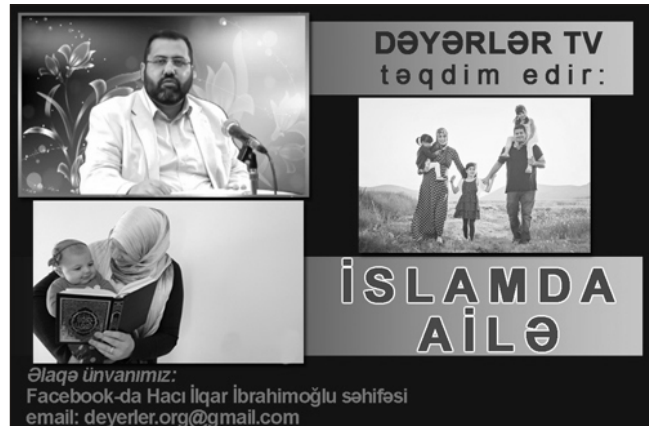 DƏYƏRLƏR TV
təqdim edir:
İSLAMDA
AİLƏ
Əlaqə ünvanımız:
Facebook-da Hacı İlqar İbrahimoğlu səhifəsi
email: deyerler.org@gmail.com